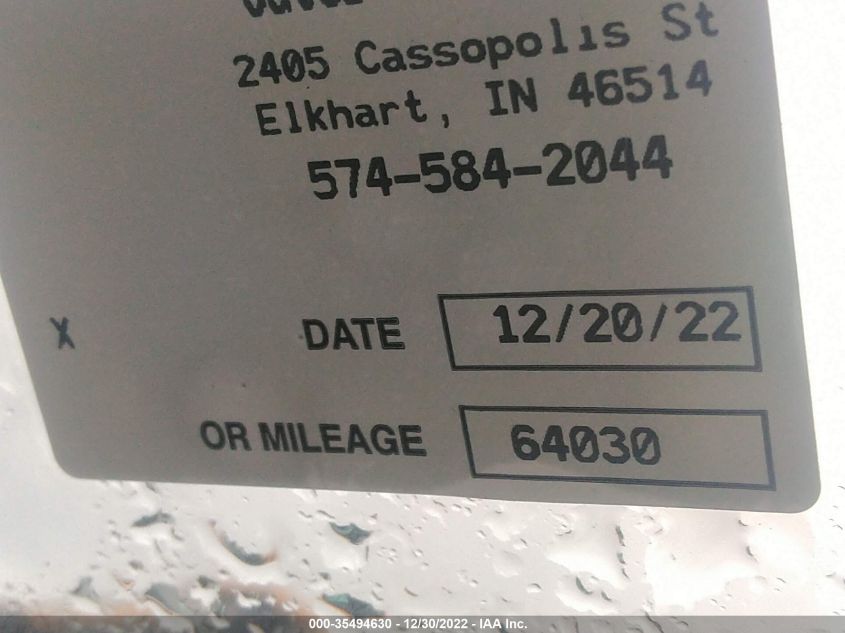 2405 Cassopolis St
Elkhart, IN 46514
574-584-2044
X
DATE 12/20/22
OR MILEAGE 64030
000-35494630 - 12/30/2022 - IAA Inc.